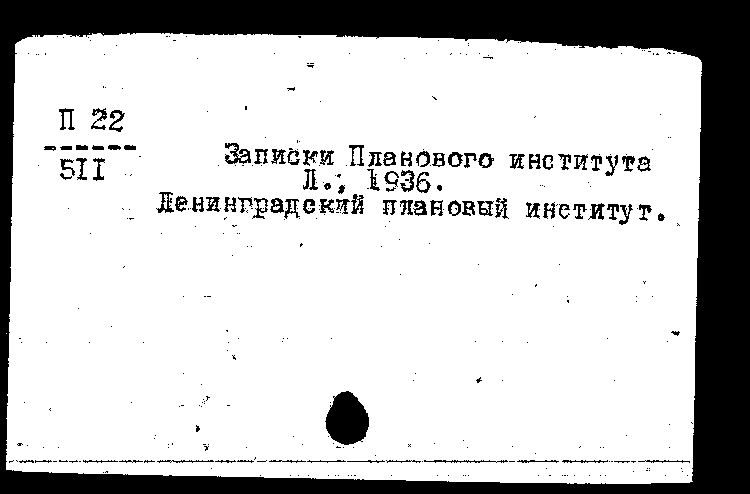 П 22
------
5II
Записки Планового института
Л., 1936.
Ленинградский плановый институт.